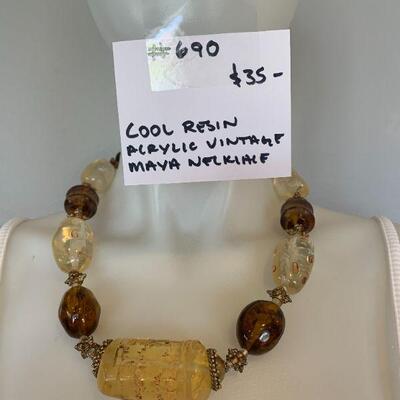 # 690
$35-
COOL RESIN
ACRYLIC VINTAGE
MAYA NECKLACE